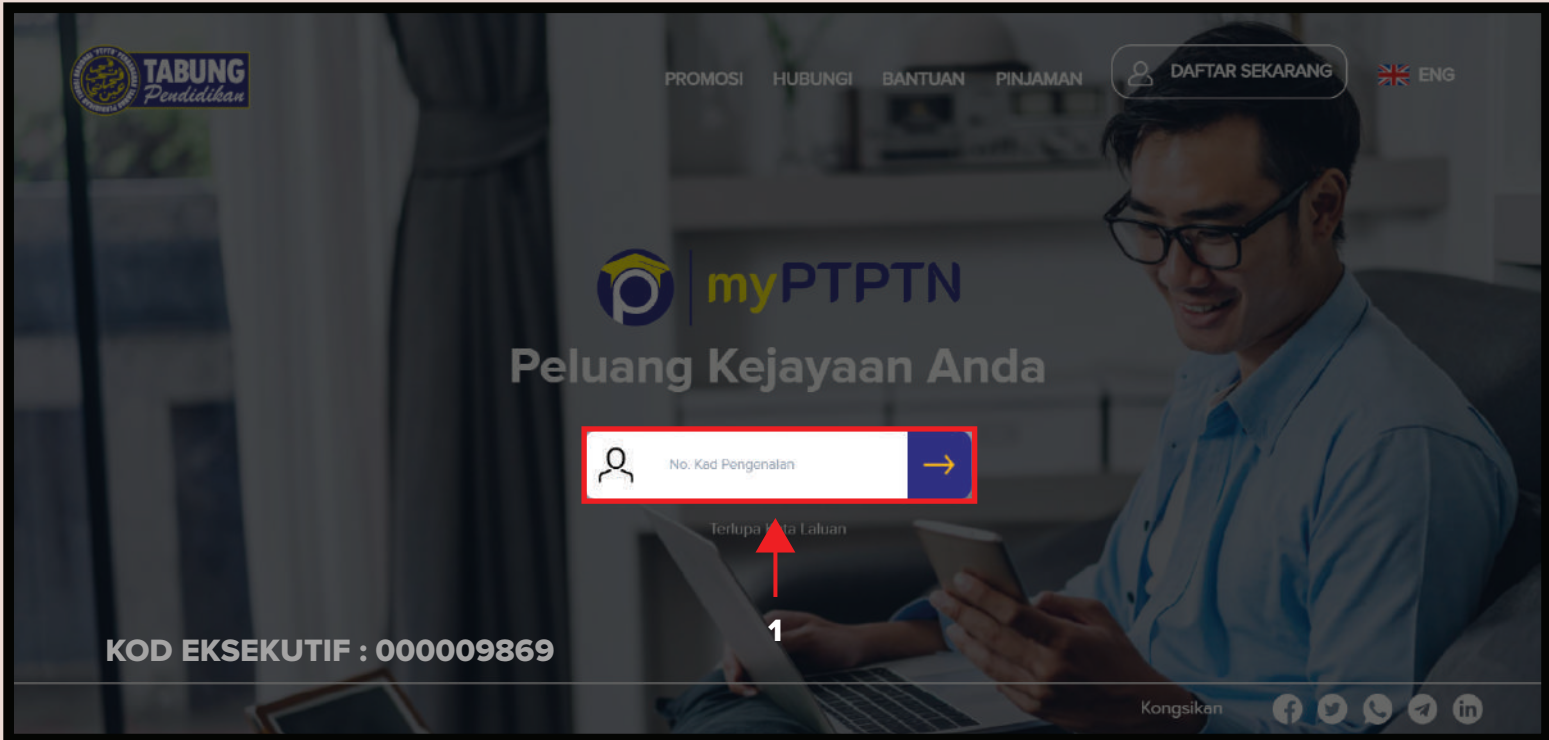 TABUNG
Pendidikan
PROMOSI HUBUNGI BANTUAN PINJAMAN DAFTAR SEKARANG ENG
myPTPTN
Peluang Kejayaan Anda
No. Kad Pengenalan
Terlupa Kata Laluan
1
KOD EKSEKUTIF : 000009869
Kongsikan